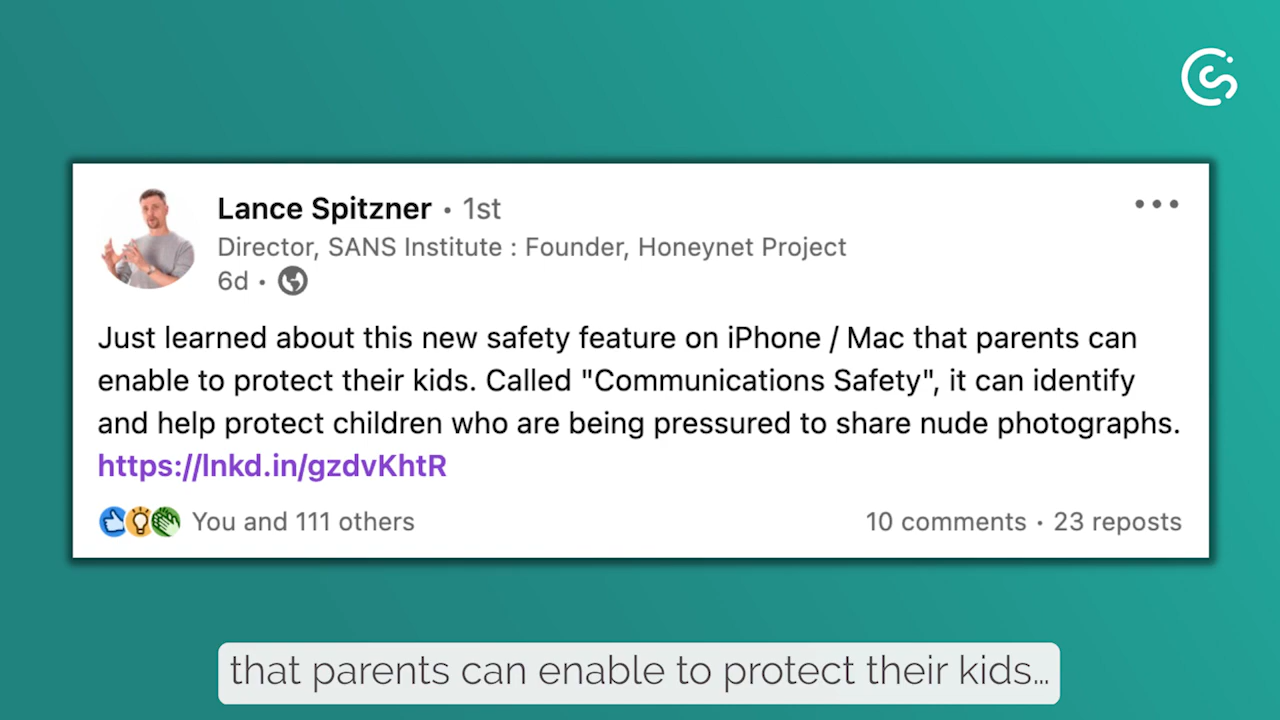 Lance Spitzner • 1st
Director, SANS Institute : Founder, Honeynet Project
6d •
Just learned about this new safety feature on iPhone / Mac that parents can
enable to protect their kids. Called "Communications Safety", it can identify
and help protect children who are being pressured to share nude photographs.
https://lnkd.in/gzdvKhtR
You and 111 others
10 comments • 23 reposts
that parents can enable to protect their kids...